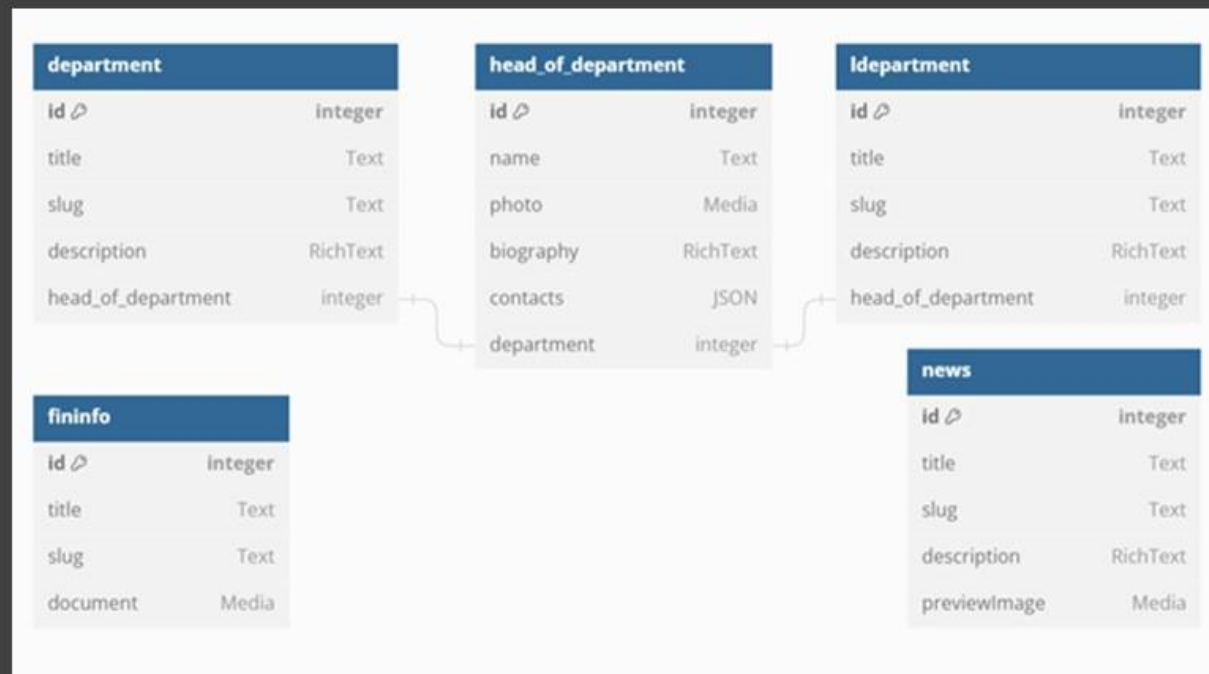 department
id integer
title Text
slug Text
description RichText
head_of_department integer
head_of_department
id integer
name Text
photo Media
biography RichText
contacts JSON
department integer
ldepartment
id integer
title Text
slug Text
description RichText
head_of_department integer
fininfo
id integer
title Text
slug Text
document Media
news
id integer
title Text
slug Text
description RichText
previewImage Media